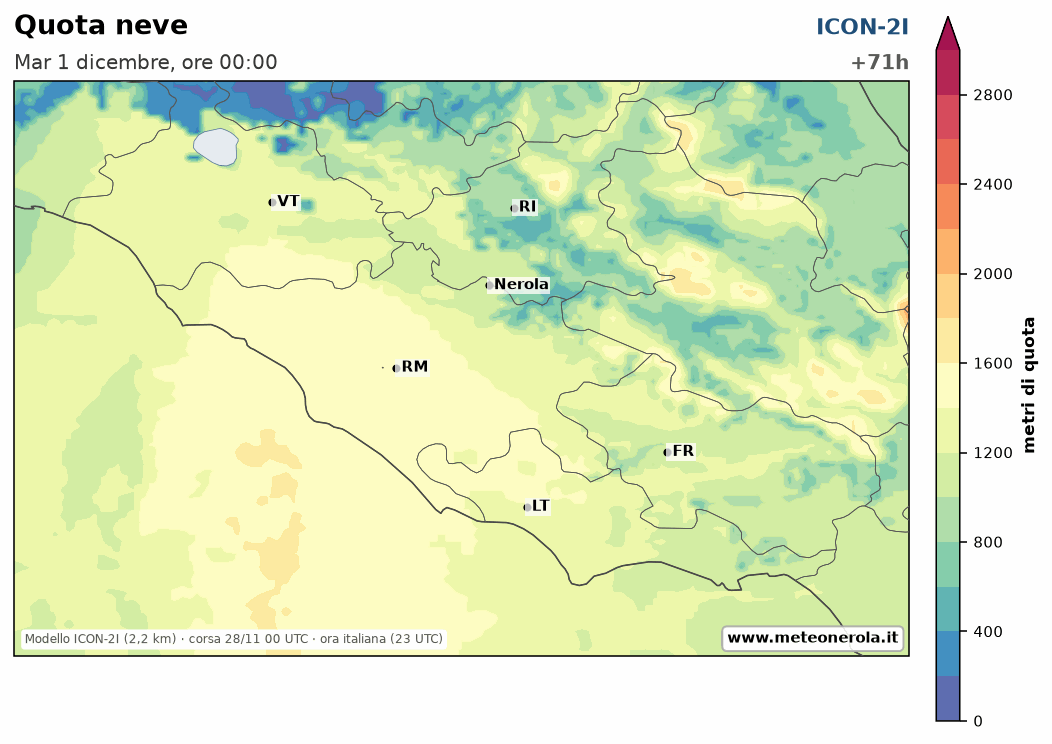 Quota neve
ICON-2I
Mar 1 dicembre, ore 00:00
+71h
2800
2400
2000
1600
1200
800
400
0
metri di quota
VT
RI
Nerola
RM
FR
LT
Modello ICON-2I (2,2 km) · corsa 28/11 00 UTC · ora italiana (23 UTC)
www.meteonerola.it